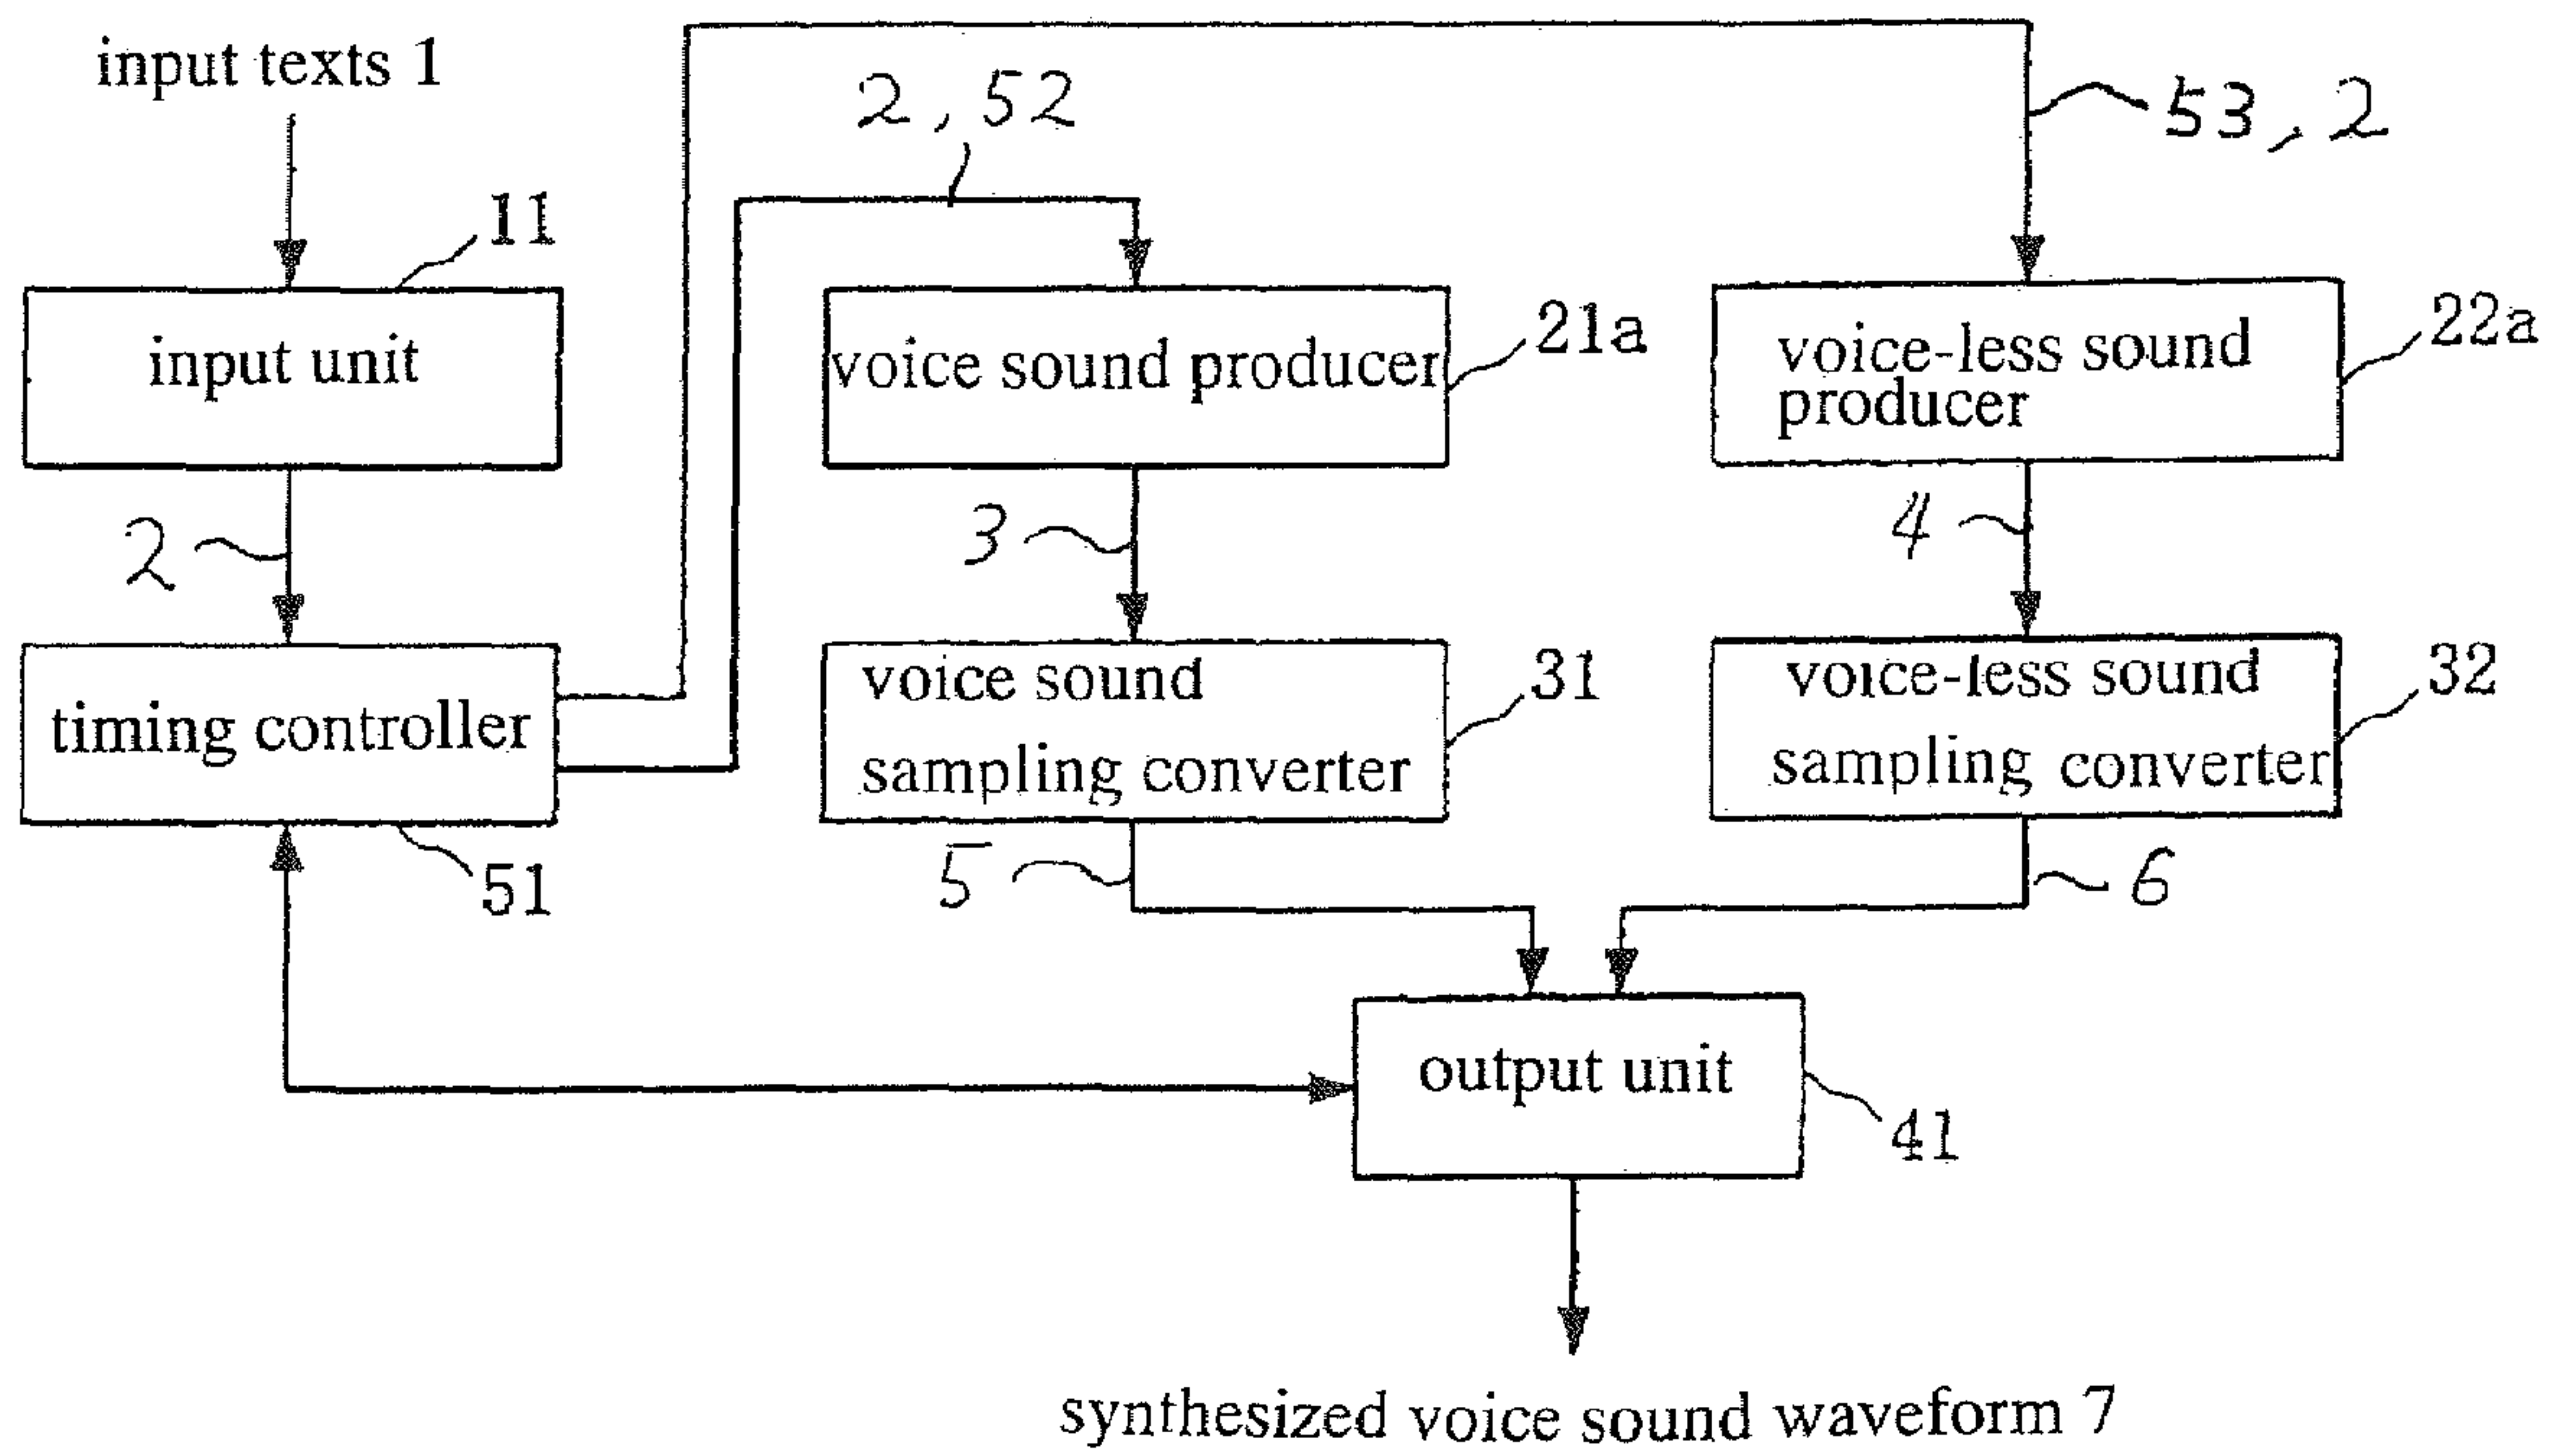 input texts 1
2, 52
53, 2
11
input unit
voice sound producer
21a
voice-less sound
producer
22a
2
3
4
timing controller
51
voice sound
sampling converter
31
voice-less sound
sampling converter
32
5
6
output unit
41
synthesized voice sound waveform 7